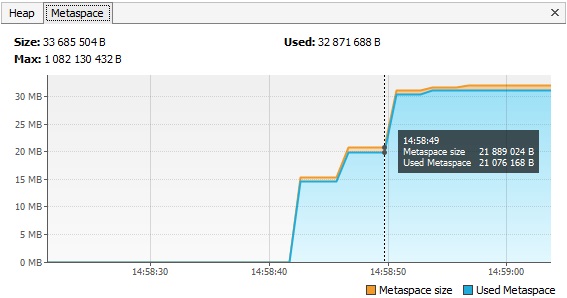 Heap Metaspace
Size: 33 685 504 B Used: 32 871 688 B
Max: 1 082 130 432 B
30 MB
25 MB
20 MB
15 MB
10 MB
5 MB
0 MB
14:58:49
Metaspace size 21 889 024 B
Used Metaspace 21 076 168 B
14:58:30 14:58:40 14:58:50 14:59:00
Metaspace size Used Metaspace